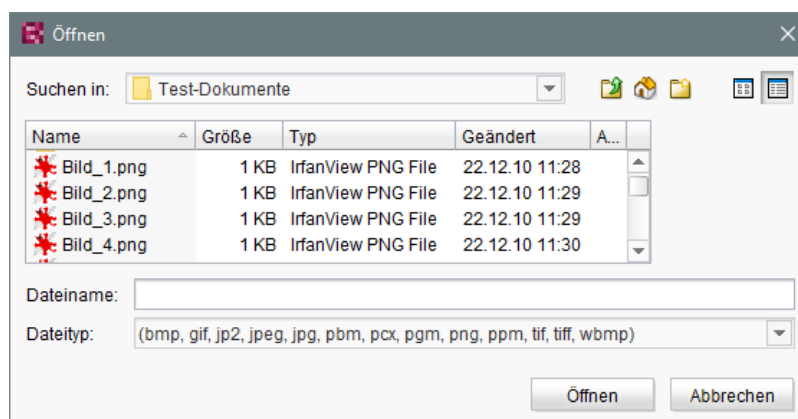 Öffnen
Suchen in: Test-Dokumente
Name Größe Typ Geändert A...
Bild_1.png 1 KB IrfanView PNG File 22.12.10 11:28
Bild_2.png 1 KB IrfanView PNG File 22.12.10 11:29
Bild_3.png 1 KB IrfanView PNG File 22.12.10 11:29
Bild_4.png 1 KB IrfanView PNG File 22.12.10 11:30
Dateiname:
Dateityp: (bmp, gif, jp2, jpeg, jpg, pbm, pcx, pgm, png, ppm, tif, tiff, wbmp)
Öffnen Abbrechen